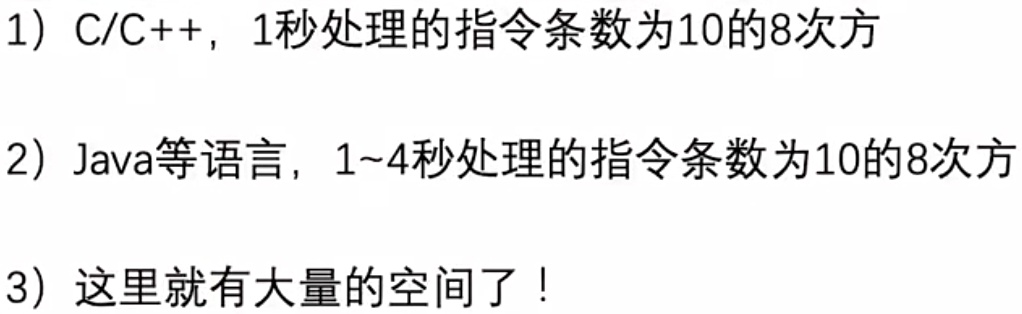 1）C/C++，1秒处理的指令条数为10的8次方
2）Java等语言，1~4秒处理的指令条数为10的8次方
3）这里就有大量的空间了！